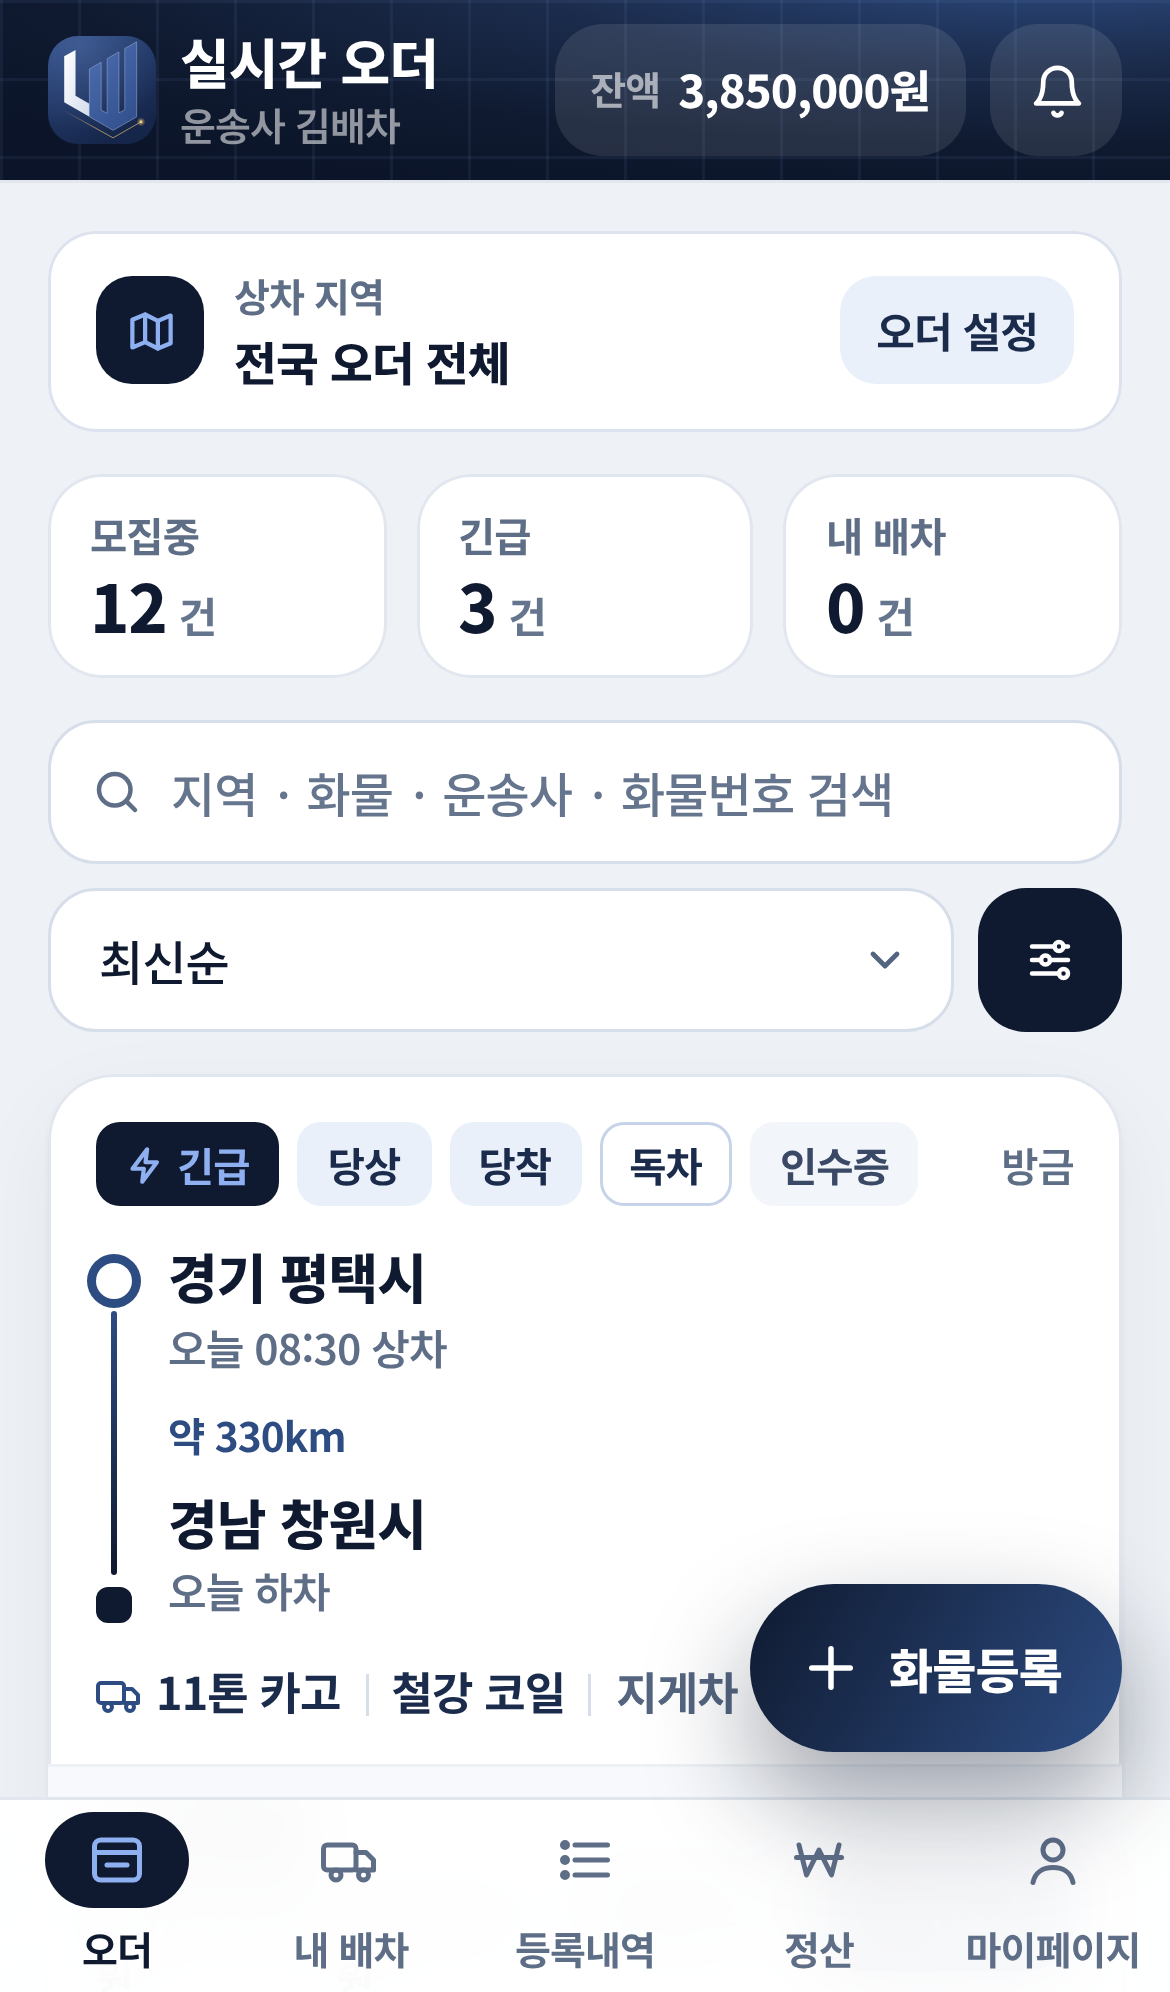 실시간 오더
운송사 김배차
잔액 3,850,000원
상차 지역
전국 오더 전체
오더 설정
모집중
12 건
긴급
3 건
내 배차
0 건
지역 · 화물 · 운송사 · 화물번호 검색
최신순
긴급 당상 당착 독차 인수증 방금
경기 평택시
오늘 08:30 상차
약 330km
경남 창원시
오늘 하차
11톤 카고 | 철강 코일 | 지게차
화물등록
오더 내 배차 등록내역 정산 마이페이지